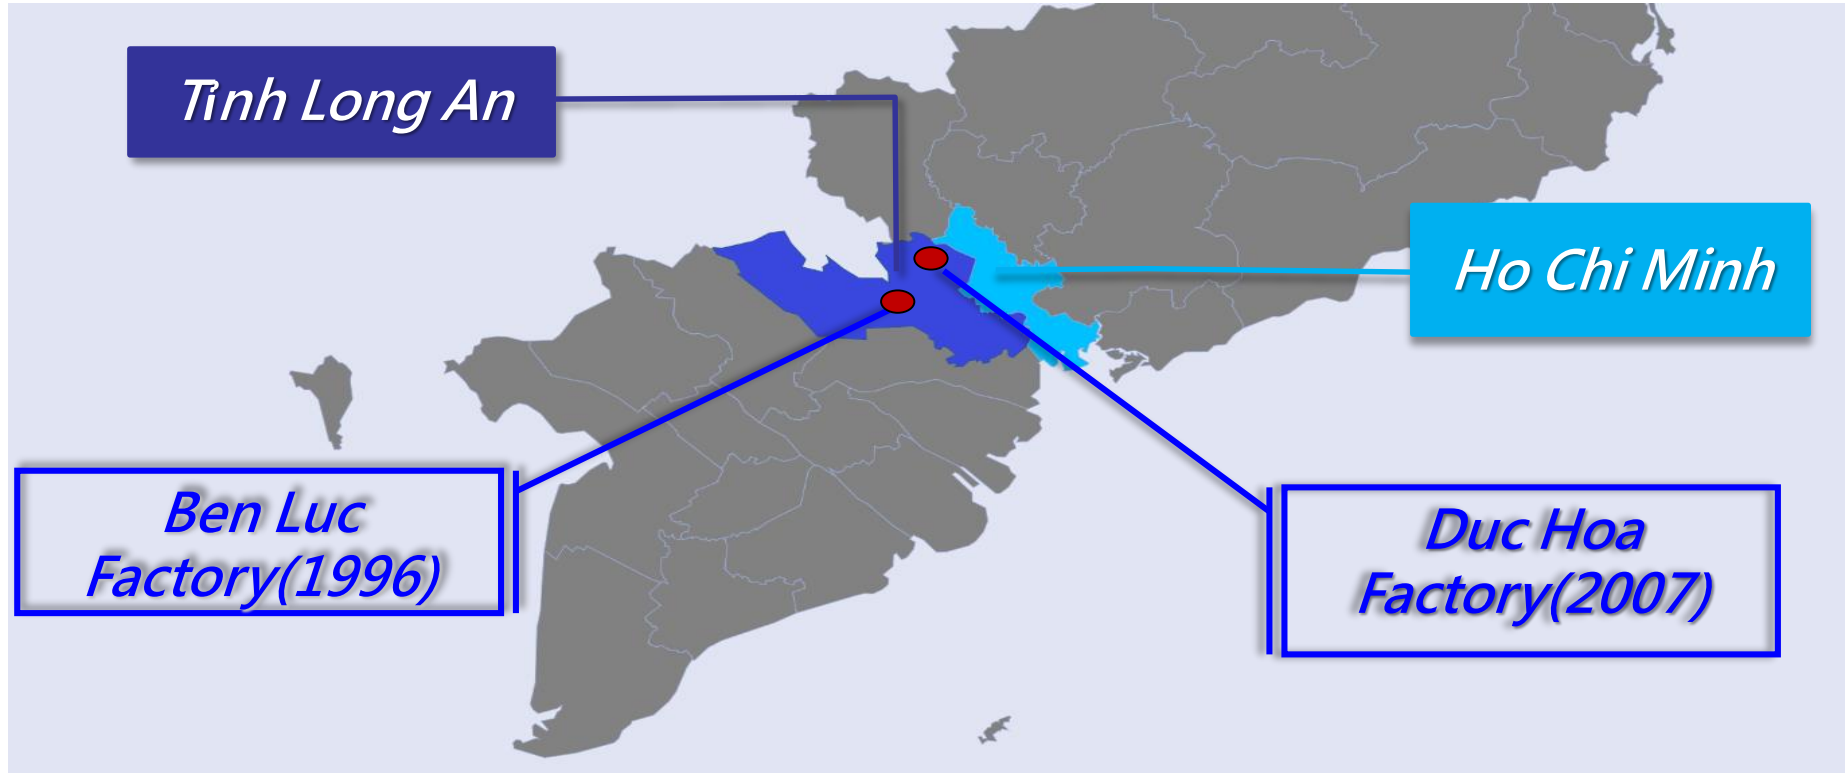 Tỉnh Long An
Ho Chi Minh
Ben Luc
Factory(1996)
Duc Hoa
Factory(2007)